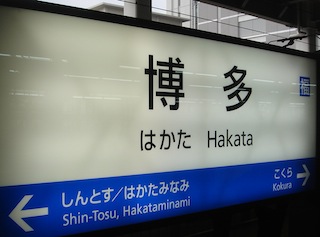 博多
はかた Hakata
しんとす/はかたみなみ
Shin-Tosu, Hakataminami
こくら
Kokura